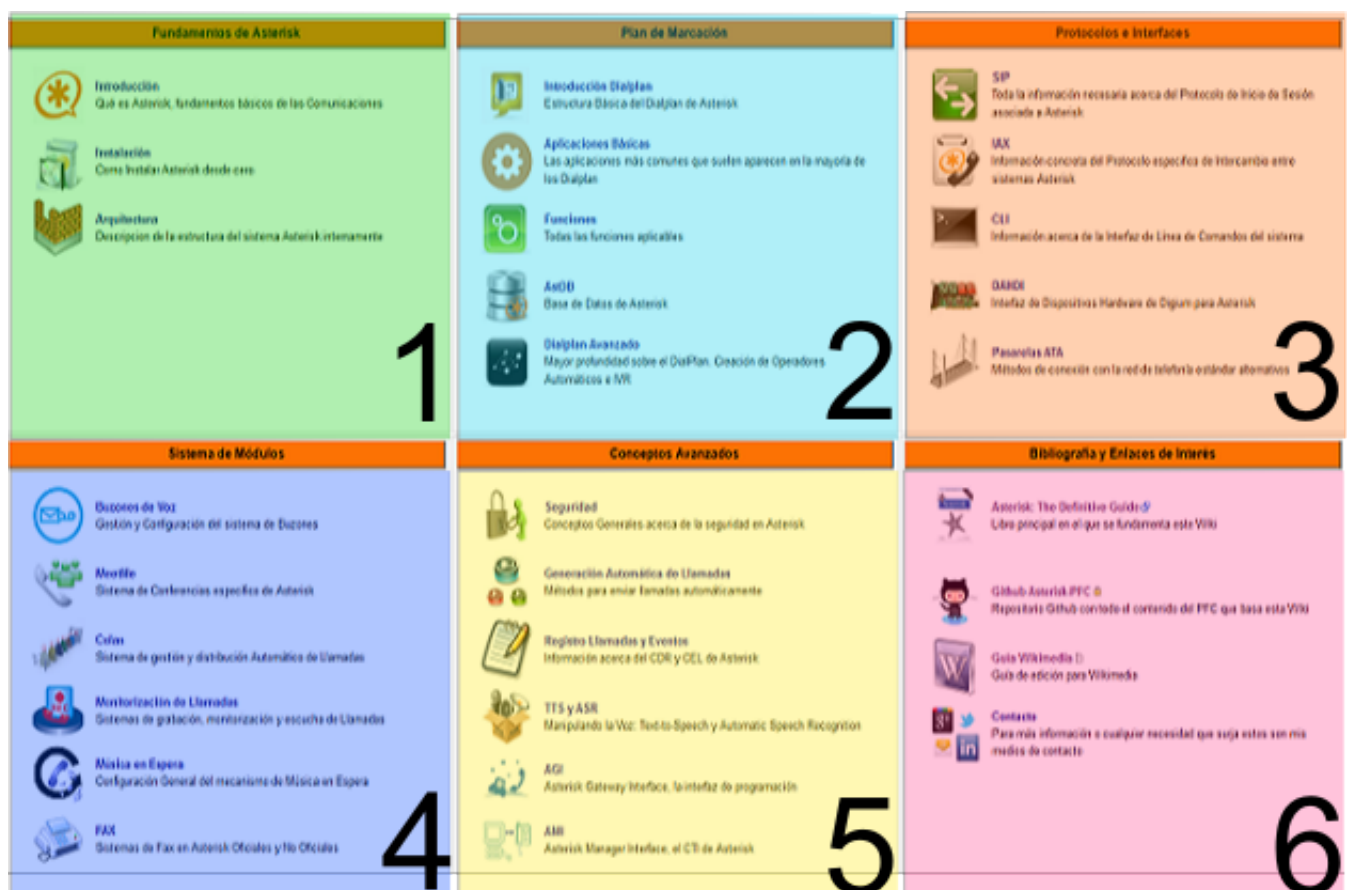 Fundamentos de Asterisk
Introducción
Qué es Asterisk, fundamentos básicos de las Comunicaciones
Instalación
Como Instalar Asterisk desde cero
Arquitectura
Descripcion de la estructura del sistema Asterisk internamente
1
Plan de Marcación
Introducción Dialplan
Estructura Básica del Dialplan de Asterisk
Aplicaciones Básicas
Las aplicaciones más comunes que suelen aparecen en la mayoría de
los Dialplan
Funciones
Todas las funciones aplicables
AstDB
Base de Datos de Asterisk
Dialplan Avanzado
Mayor profundidad sobre el DialPlan. Creación de Operadores
Automáticos e IVR
2
Protocolos e Interfaces
SIP
Toda la información necesaria acerca del Protocolo de Inicio de Sesión
asociado a Asterisk
IAX
Información concreta del Protocolo especifica de Intercambio entre
sistemas Asterisk
CLI
Información acerca de la Interfaz de Linea de Comandos del sistema
DAHDI
Interfaz de Dispositivos Hardware de Digium para Asterisk
Pasarelas ATA
Métodos de conexión con la red de telefonía estándar alternativos
3
Sistema de Módulos
Buzones de Voz
Gestión y Configuración del sistema de Buzones
MeetMe
Sistema de Conferencias especifico de Asterisk
Colas
Sistema de gestión y distribución Automático de Llamadas
Monitorización de Llamadas
Sistemas de grabación, monitorización y escucha de Llamadas
Música en Espera
Configuración General del mecanismo de Música en Espera
FAX
Sistemas de Fax en Asterisk Oficiales y No Oficiales
4
Conceptos Avanzados
Seguridad
Conceptos Generales acerca de la seguridad en Asterisk
Generación Automática de Llamadas
Métodos para enviar llamadas automáticamente
Registro Llamadas y Eventos
Información acerca del CDR y CEL de Asterisk
TTS y ASR
Manipulando la Voz: Text-to-Speech y Automatic Speech Recognition
AGI
Asterisk Gateway Interface, la interfaz de programación
AMI
Asterisk Manager Interface, el CTI de Asterisk
5
Bibliografía y Enlaces de Interés
Asterisk: The Definitive Guide
Libro principal en el que se fundamenta este Wiki
Github Asterisk PFC
Repositorio Github con todo el contenido del PFC que basa esta Wiki
Guía Wikimedia
Guía de edición para Wikimedia
Contacto
Para más información o cualquier necesidad que surja estos son mis
medios de contacto
6